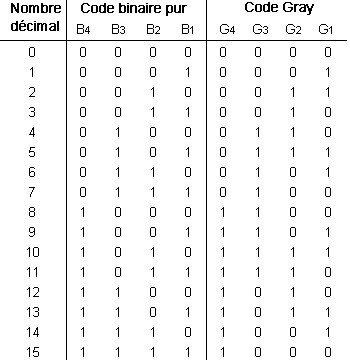 Nombre décimal Code binaire pur Code Gray
B4 B3 B2 B1 G4 G3 G2 G1
0 0 0 0 0 0 0 0 0
1 0 0 0 1 0 0 0 1
2 0 0 1 0 0 0 1 1
3 0 0 1 1 0 0 1 0
4 0 1 0 0 0 1 1 0
5 0 1 0 1 0 1 1 1
6 0 1 1 0 0 1 0 1
7 0 1 1 1 0 0 0 0
8 1 0 0 0 1 1 0 0
9 1 0 0 1 1 1 0 1
10 1 0 1 0 1 1 1 1
11 1 0 1 1 1 1 1 0
12 1 1 0 0 1 0 1 0
13 1 1 0 1 1 0 1 1
14 1 1 1 0 1 0 0 1
15 1 1 1 1 1 0 0 0